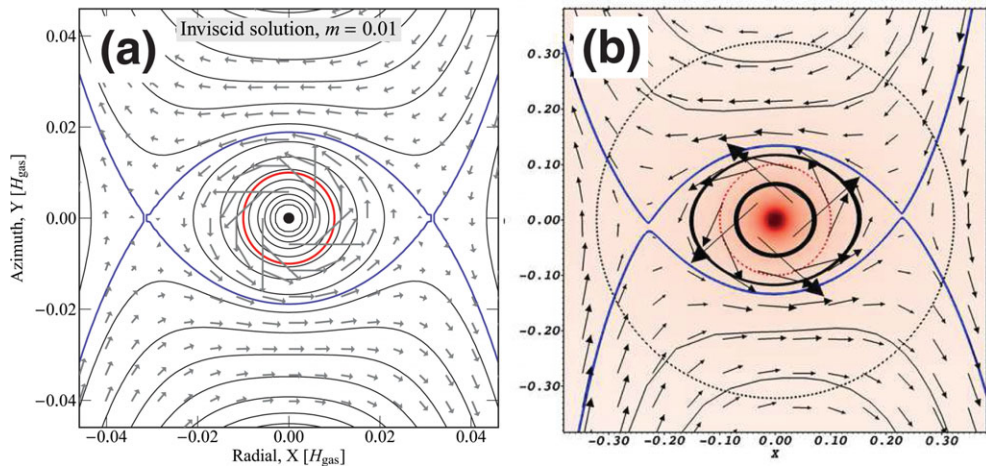 (a)
Inviscid solution, m = 0.01
0.04
0.02
0.00
−0.02
−0.04
Azimuth, Y [Hgas]
−0.04 −0.02 0.00 0.02 0.04
Radial, X [Hgas]
(b)
0.30
0.20
0.10
0.00
-0.10
-0.20
-0.30
-0.30 -0.20 -0.10 0.00 0.10 0.20 0.30
X